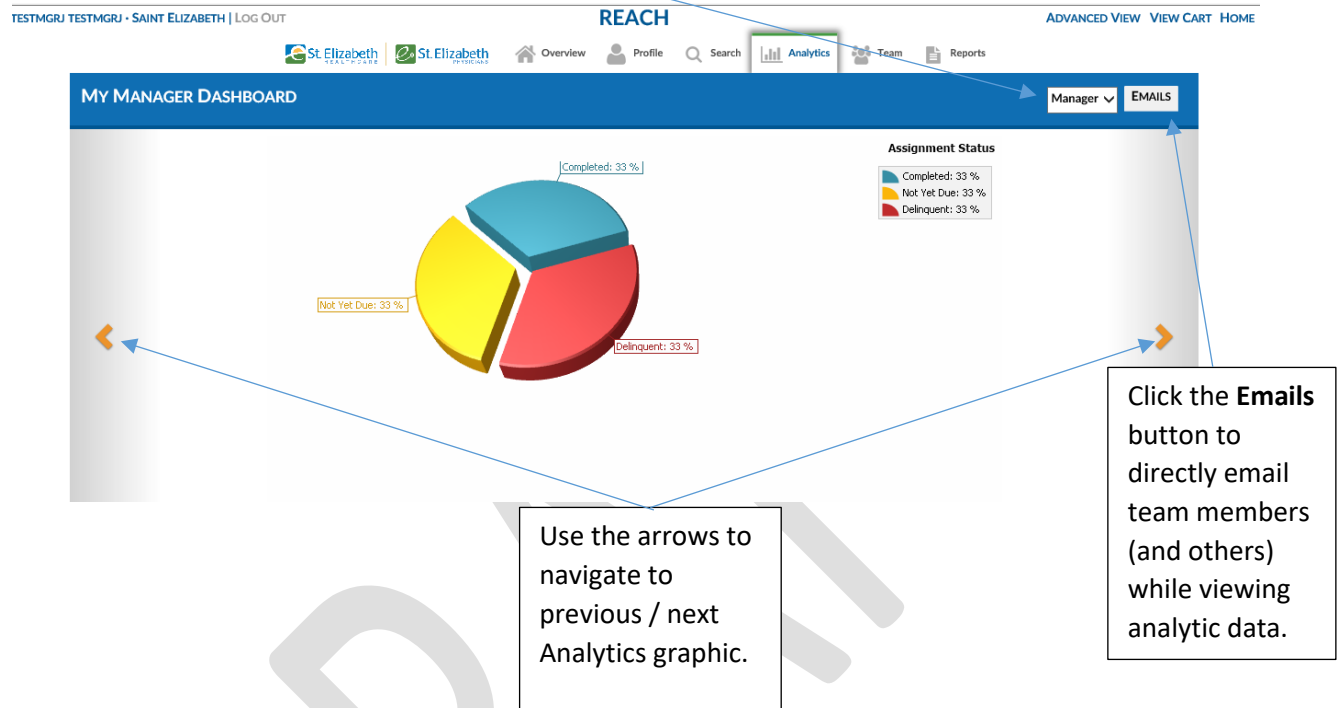 TESTMGRJ TESTMGRJ • SAINT ELIZABETH | LOG OUT
REACH
ADVANCED VIEW VIEW CART HOME
St. Elizabeth
HEALTHCARE
St. Elizabeth
PHYSICIANS
Overview
Profile
Search
Analytics
Team
Reports
MY MANAGER DASHBOARD
Manager
EMAILS
Assignment Status
Completed: 33 %
Not Yet Due: 33 %
Delinquent: 33 %
Completed: 33 %
Not Yet Due: 33 %
Delinquent: 33 %
Click the Emails
button to
directly email
team members
(and others)
while viewing
analytic data.
Use the arrows to
navigate to
previous / next
Analytics graphic.